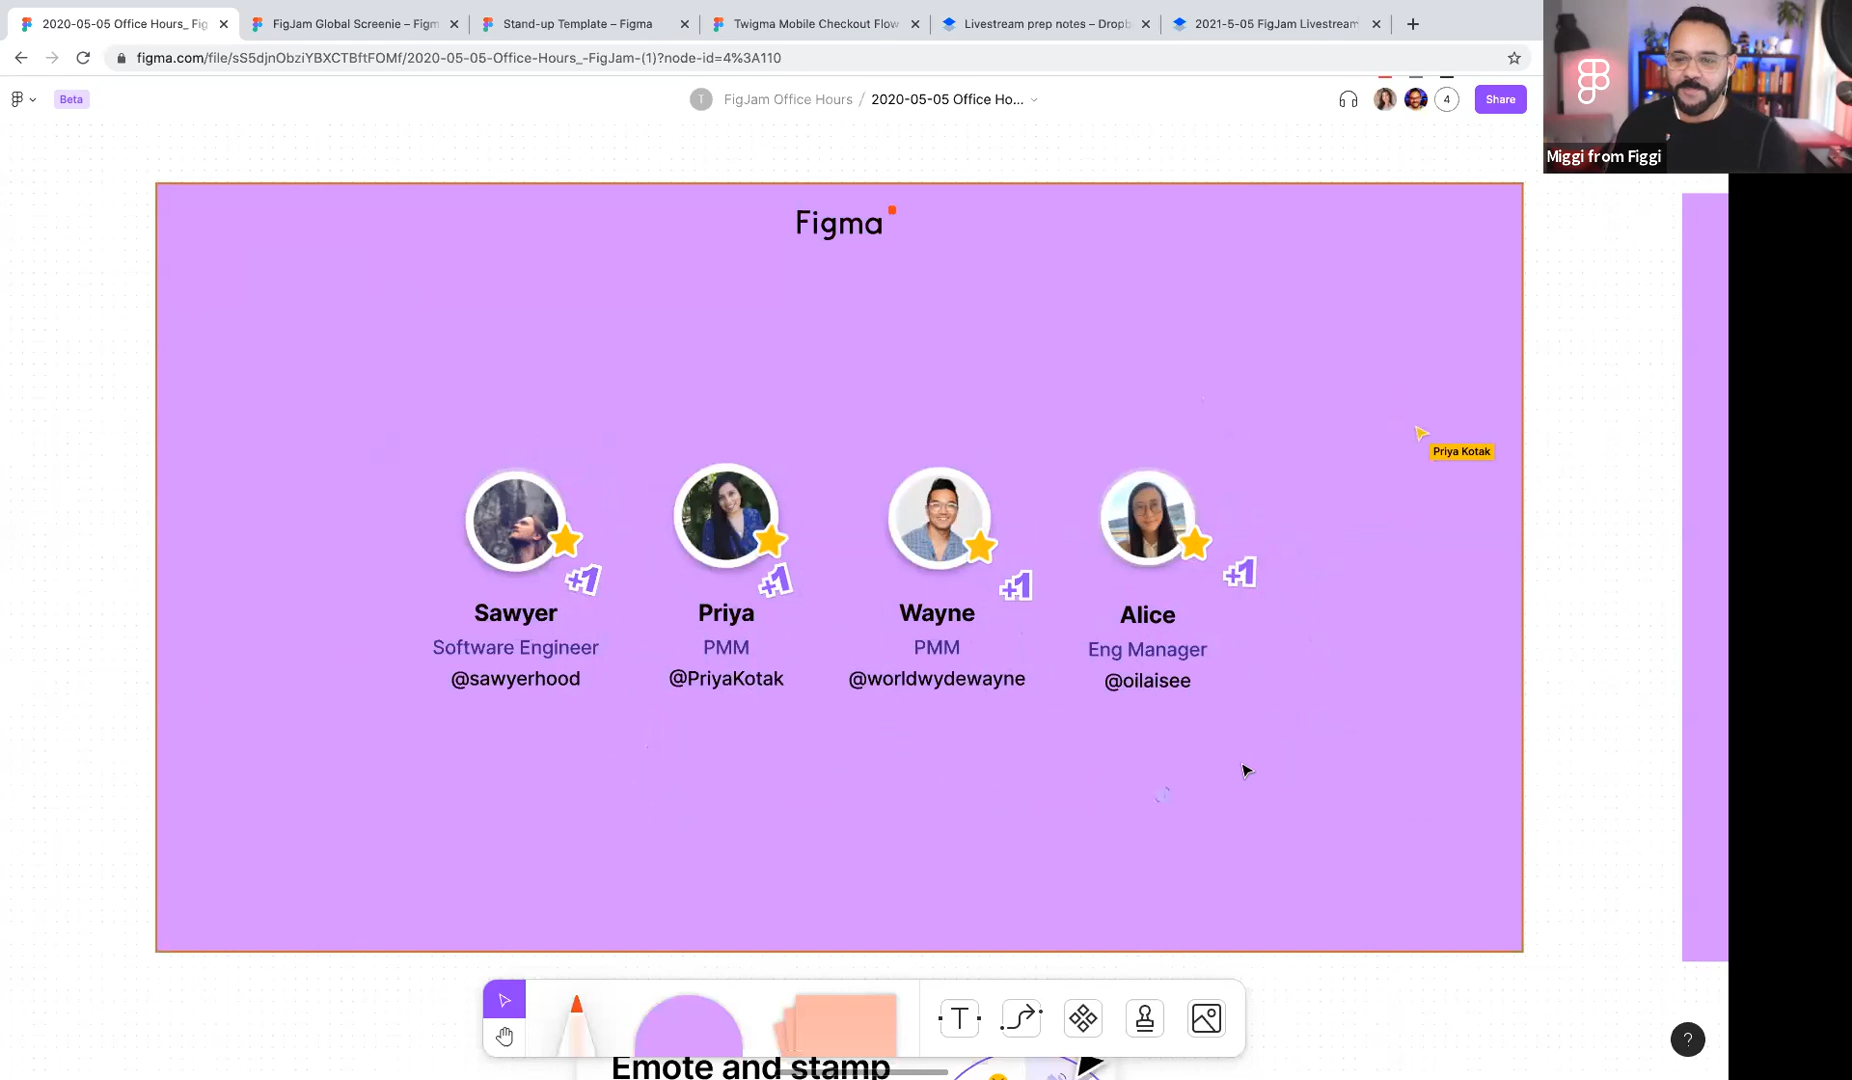 2020-05-05 Office Hours_ Fig
FigJam Global Screenie – Figm
Stand-up Template – Figma
Twigma Mobile Checkout Flow
Livestream prep notes – Dropb
2021-5-05 FigJam Livestream
figma.com/file/sS5djnObziYBXCTBftFOMf/2020-05-05-Office-Hours_-FigJam-(1)?node-id=4%3A110
Beta
T
FigJam Office Hours / 2020-05-05 Office Ho...
4
Share
Miggi from Figgi
Figma
Priya Kotak
+1
+1
+1
+1
Sawyer
Software Engineer
@sawyerhood
Priya
PMM
@PriyaKotak
Wayne
PMM
@worldwydewayne
Alice
Eng Manager
@oilaisee
T
?
Emote and stamp